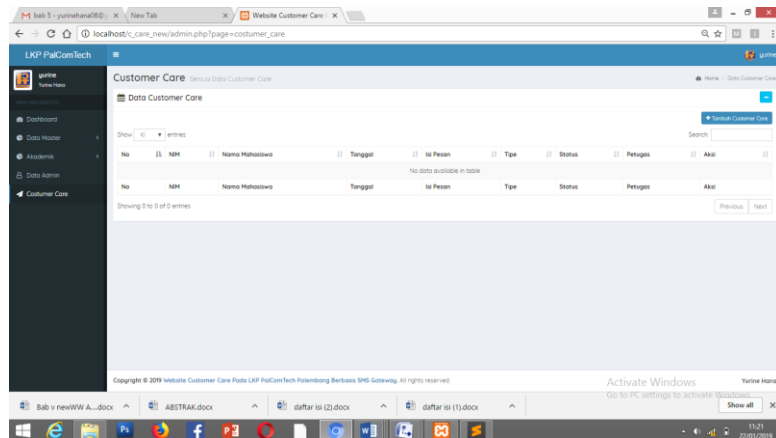 bab 5 - yurinehana08@
New Tab
Website Customer Care
localhost/c_care_new/admin.php?page=costumer_care
LKP PalComTech
yurine
yurine
Yurine Hana
Customer Care Semua Data Customer Care
Home - Data Customer Care
Dashboard
Data Master
Akademik
Data Admin
Costumer Care
Data Customer Care
Tambah Customer Care
Show 10 entries
Search:
No NIM Nama Mahasiswa Tanggal Isi Pesan Tipe Status Petugas Aksi
No data available in table
No NIM Nama Mahasiswa Tanggal Isi Pesan Tipe Status Petugas Aksi
Showing 0 to 0 of 0 entries
Previous Next
Copyright © 2019 Website Customer Care Pada LKP PalComTech Palembang Berbasis SMS Gateway. All rights reserved.
Yurine Hana
Activate Windows
Go to PC settings to activate Windows.
Bab v newWW A....docx
ABSTRAK.docx
daftar isi (2).docx
daftar isi (1).docx
Show all
11:21
22/01/2019